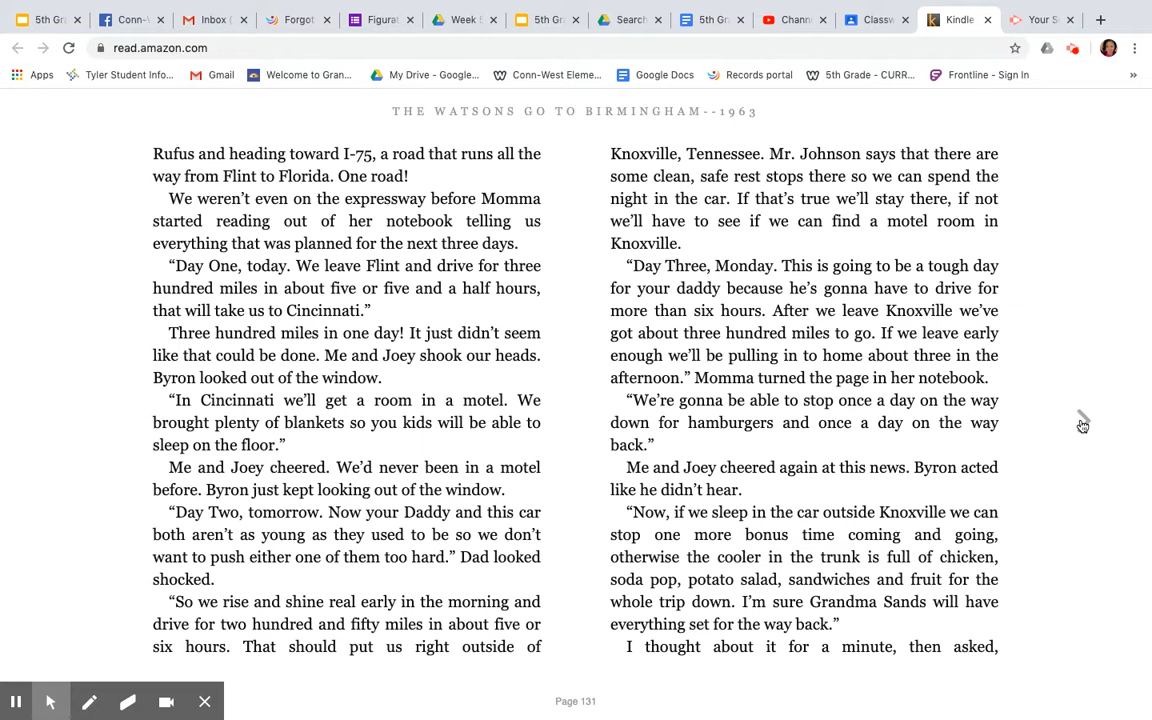 5th Gra
Conn-V
Inbox (
Forgot
Figurat
Week 5
5th Gra
Search
5th Gr
Channe
Classw
Kindle
Your S
read.amazon.com
Apps
Tyler Student Info...
Gmail
Welcome to Gran...
My Drive - Google...
Conn-West Eleme...
Google Docs
Records portal
5th Grade - CURR...
Frontline - Sign In
»
THE WATSONS GO TO BIRMINGHAM--1963
Rufus and heading toward I-75, a road that runs all the
way from Flint to Florida. One road!
We weren’t even on the expressway before Momma
started reading out of her notebook telling us
everything that was planned for the next three days.
“Day One, today. We leave Flint and drive for three
hundred miles in about five or five and a half hours,
that will take us to Cincinnati.”
Three hundred miles in one day! It just didn’t seem
like that could be done. Me and Joey shook our heads.
Byron looked out of the window.
“In Cincinnati we’ll get a room in a motel. We
brought plenty of blankets so you kids will be able to
sleep on the floor.”
Me and Joey cheered. We’d never been in a motel
before. Byron just kept looking out of the window.
“Day Two, tomorrow. Now your Daddy and this car
both aren’t as young as they used to be so we don’t
want to push either one of them too hard.” Dad looked
shocked.
“So we rise and shine real early in the morning and
drive for two hundred and fifty miles in about five or
six hours. That should put us right outside of
Knoxville, Tennessee. Mr. Johnson says that there are
some clean, safe rest stops there so we can spend the
night in the car. If that’s true we’ll stay there, if not
we’ll have to see if we can find a motel room in
Knoxville.
“Day Three, Monday. This is going to be a tough day
for your daddy because he’s gonna have to drive for
more than six hours. After we leave Knoxville we’ve
got about three hundred miles to go. If we leave early
enough we’ll be pulling in to home about three in the
afternoon.” Momma turned the page in her notebook.
“We’re gonna be able to stop once a day on the way
down for hamburgers and once a day on the way
back.”
Me and Joey cheered again at this news. Byron acted
like he didn’t hear.
“Now, if we sleep in the car outside Knoxville we can
stop one more bonus time coming and going,
otherwise the cooler in the trunk is full of chicken,
soda pop, potato salad, sandwiches and fruit for the
whole trip down. I’m sure Grandma Sands will have
everything set for the way back.”
I thought about it for a minute, then asked,
Page 131